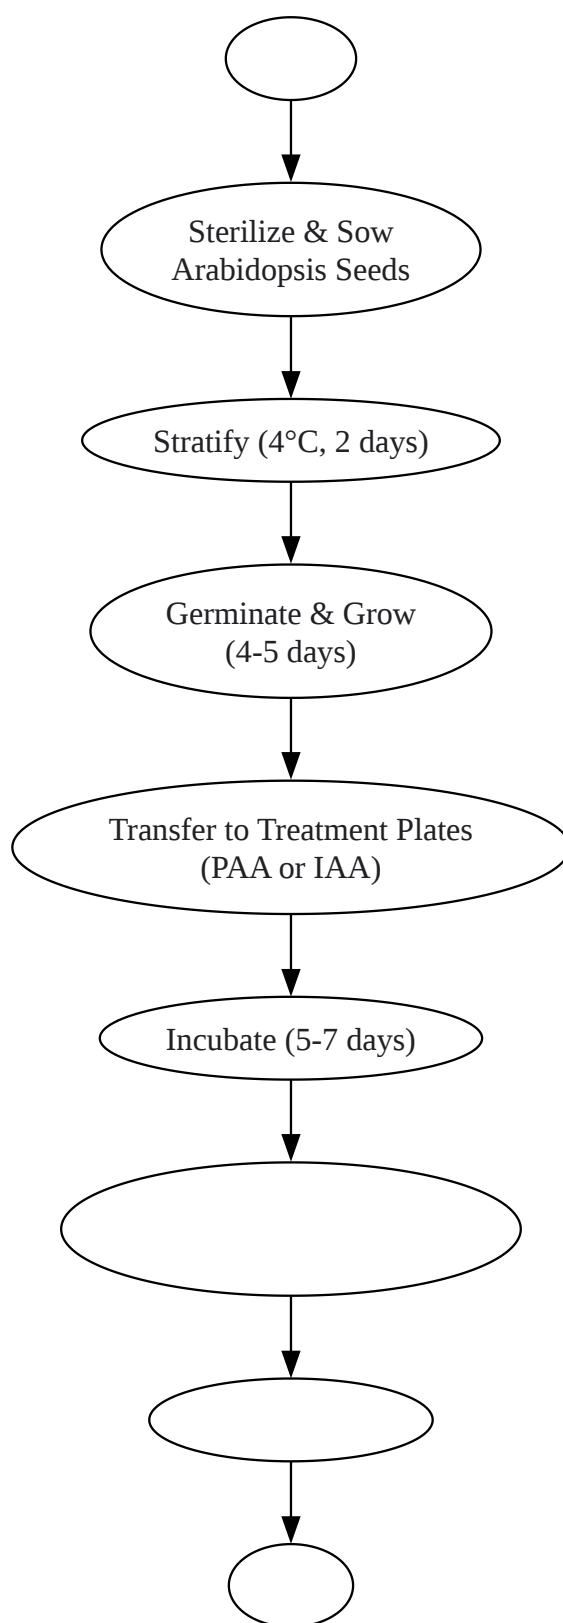 Sterilize & Sow
Arabidopsis Seeds
Stratify (4°C, 2 days)
Germinate & Grow
(4-5 days)
Transfer to Treatment Plates
(PAA or IAA)
Incubate (5-7 days)